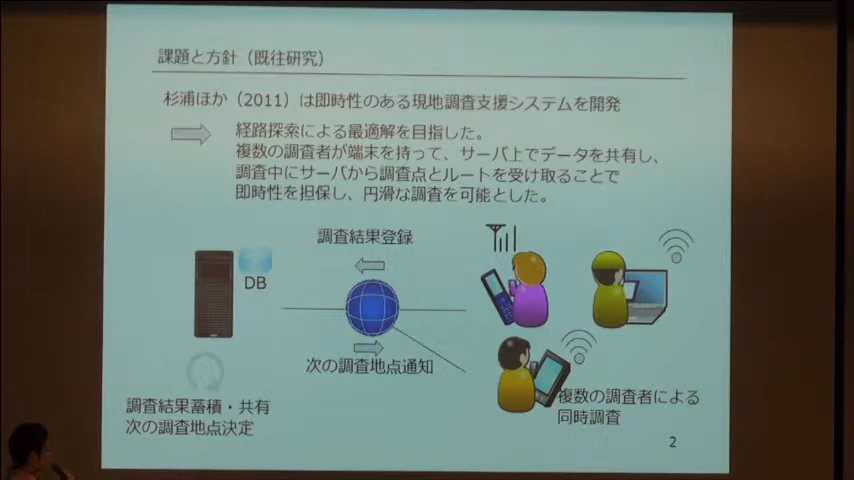 課題と方針（既往研究）
杉浦ほか（2011）は即時性のある現地調査支援システムを開発
経路探索による最適解を目指した。
複数の調査者が端末を持って、サーバ上でデータを共有し、
調査中にサーバから調査点とルートを受け取ることで
即時性を担保し、円滑な調査を可能とした。
調査結果登録
DB
次の調査地点通知
調査結果蓄積・共有
次の調査地点決定
複数の調査者による
同時調査
2